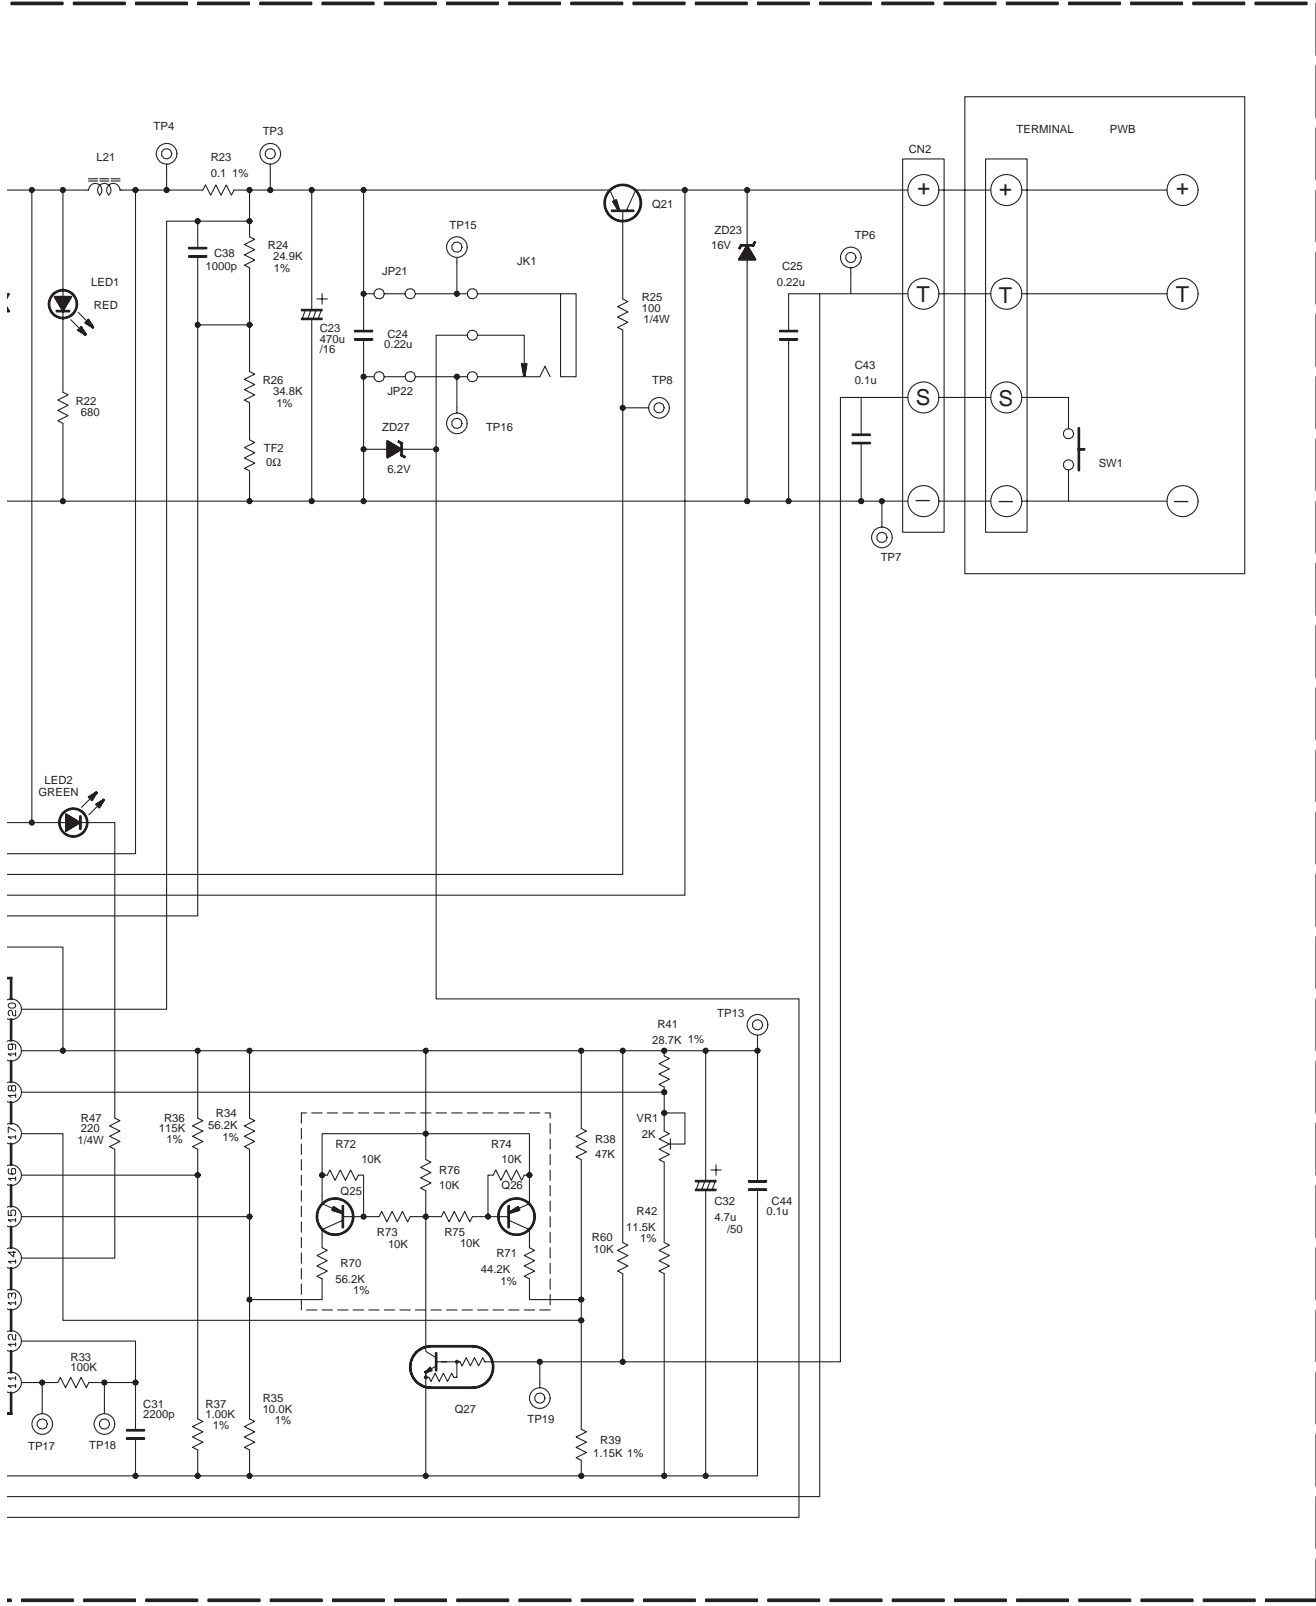 TERMINAL PWB
TP4
TP3
CN2
L21
R23
0.1 1%
+
+
+
Q21
TP15
ZD23
16V
TP6
C38
1000p
R24
24.9K
1%
JP21
JK1
C25
0.22u
LED1
RED
T
T
T
R25
100
1/4W
+
C23
470u
/16
C24
0.22u
C43
0.1u
R26
34.8K
1%
JP22
TP8
R22
680
S
S
ZD27
TP16
TF2
0Ω
6.2V
SW1
−
−
−
TP7
LED2
GREEN
20
TP13
R41
28.7K 1%
19
18
R47
220
1/4W
R36
115K
1%
R34
56.2K
1%
VR1
2K
17
R72
10K
R74
10K
R38
47K
16
R76
10K
Q25
Q26
+
C32
4.7u
/50
C44
0.1u
15
R73
10K
R75
10K
R42
11.5K
1%
R60
10K
14
R70
56.2K
1%
R71
44.2K
1%
13
12
R33
100K
11
C31
2200p
R37
1.00K
1%
R35
10.0K
1%
Q27
TP19
TP17
TP18
R39
1.15K 1%